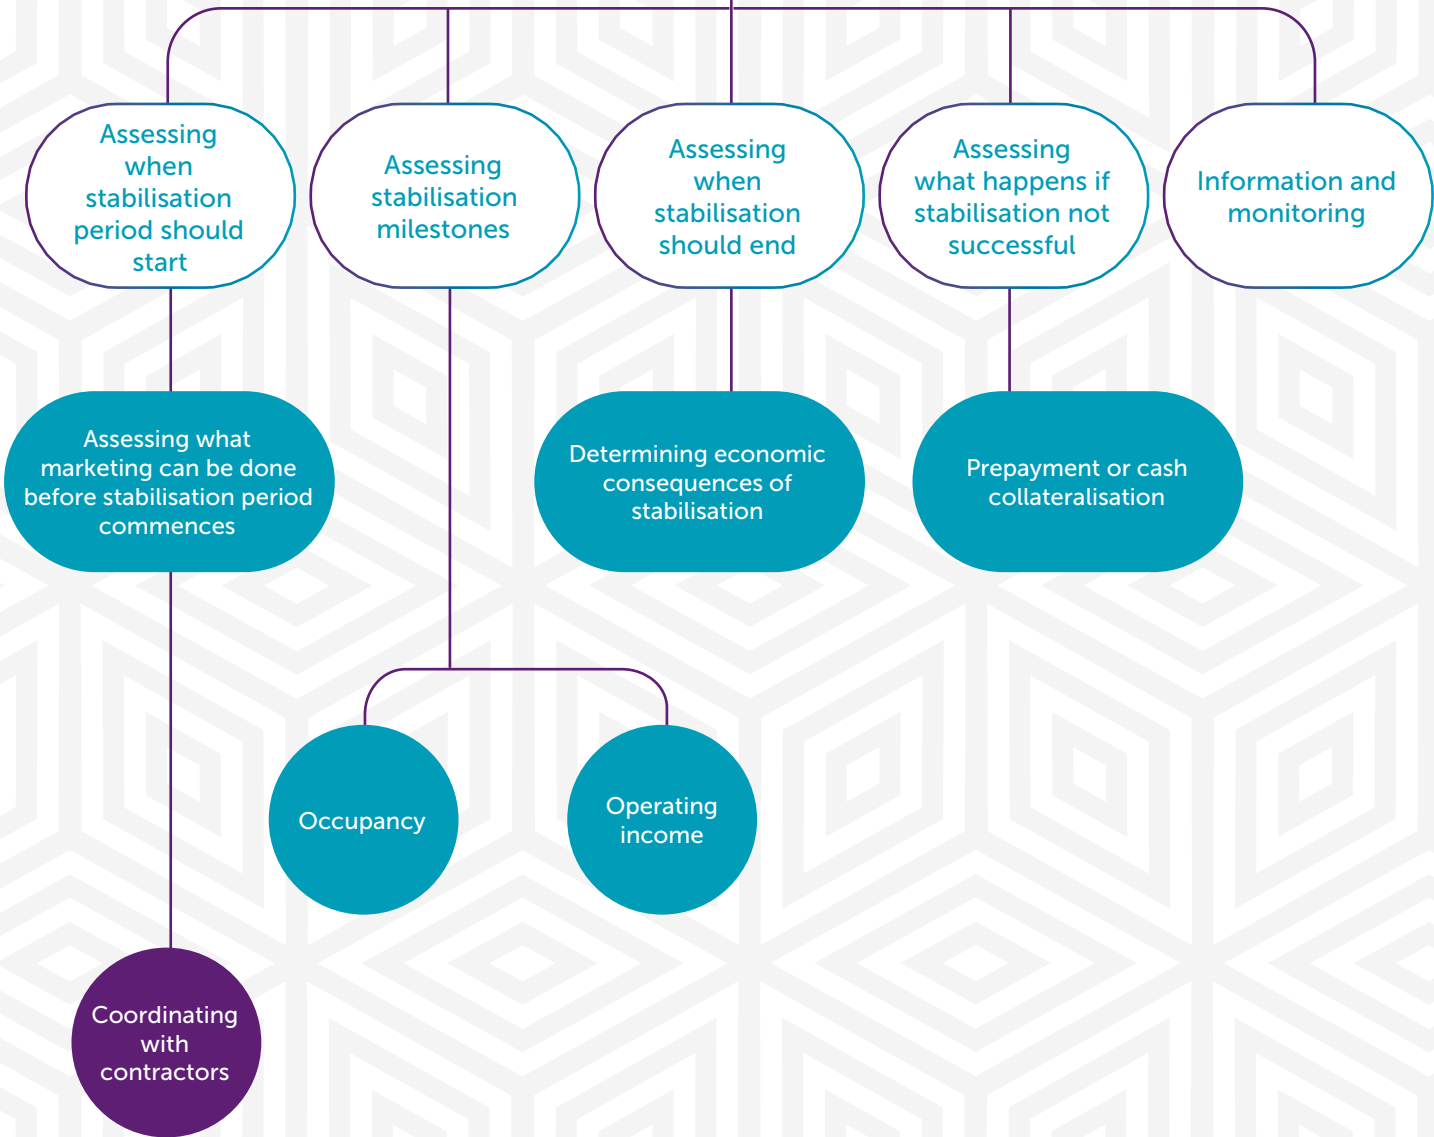 Assessing
when
stabilisation
period should
start
Assessing
stabilisation
milestones
Assessing
when
stabilisation
should end
Assessing
what happens if
stabilisation not
successful
Information and
monitoring
Assessing what
marketing can be done
before stabilisation period
commences
Determining economic
consequences of
stabilisation
Prepayment or cash
collateralisation
Occupancy
Operating
income
Coordinating
with
contractors